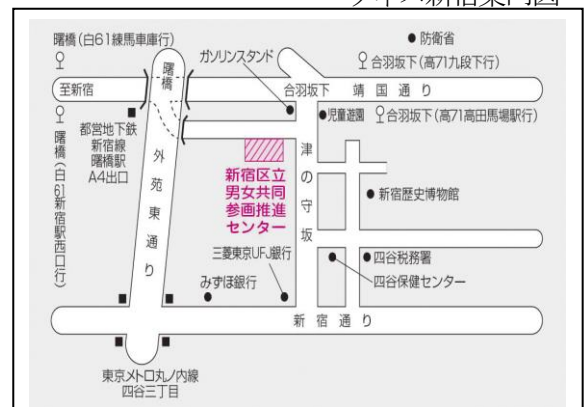 ウィズ新宿案内図
曙橋(白61練馬車庫行)
ガソリンスタンド
●防衛省
合羽坂下(高71九段下行)
曙橋
至新宿
合羽坂下
靖国通り
都営地下鉄
新宿線
曙橋駅
A4出口
●児童遊園
合羽坂下(高71高田馬場駅行)
曙橋(白61新宿駅西口行)
外苑東通り
新宿区立
男女共同
参画推進
センター
津の守坂
●新宿歴史博物館
三菱東京UFJ銀行
みずほ銀行
●四谷税務署
四谷保健センター
新宿通り
東京メトロ丸ノ内線
四谷三丁目